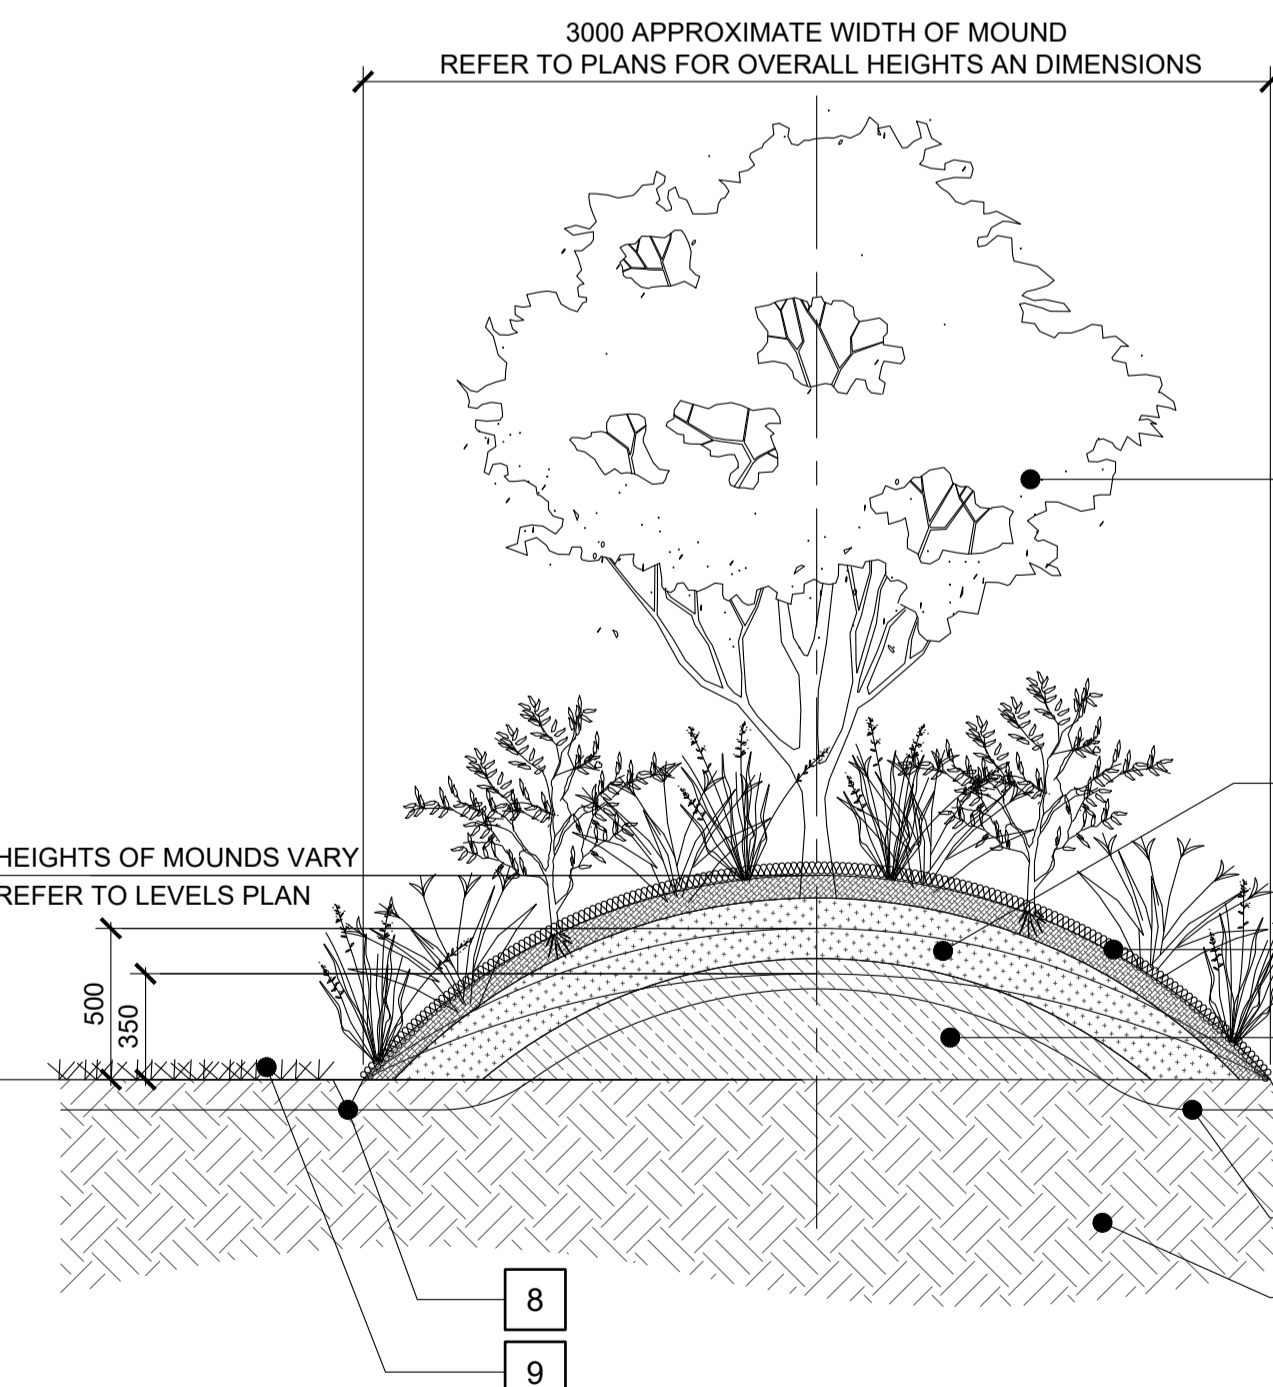 3000 APPROXIMATE WIDTH OF MOUND
REFER TO PLANS FOR OVERALL HEIGHTS AN DIMENSIONS
HEIGHTS OF MOUNDS VARY
REFER TO LEVELS PLAN
500
350
8
9